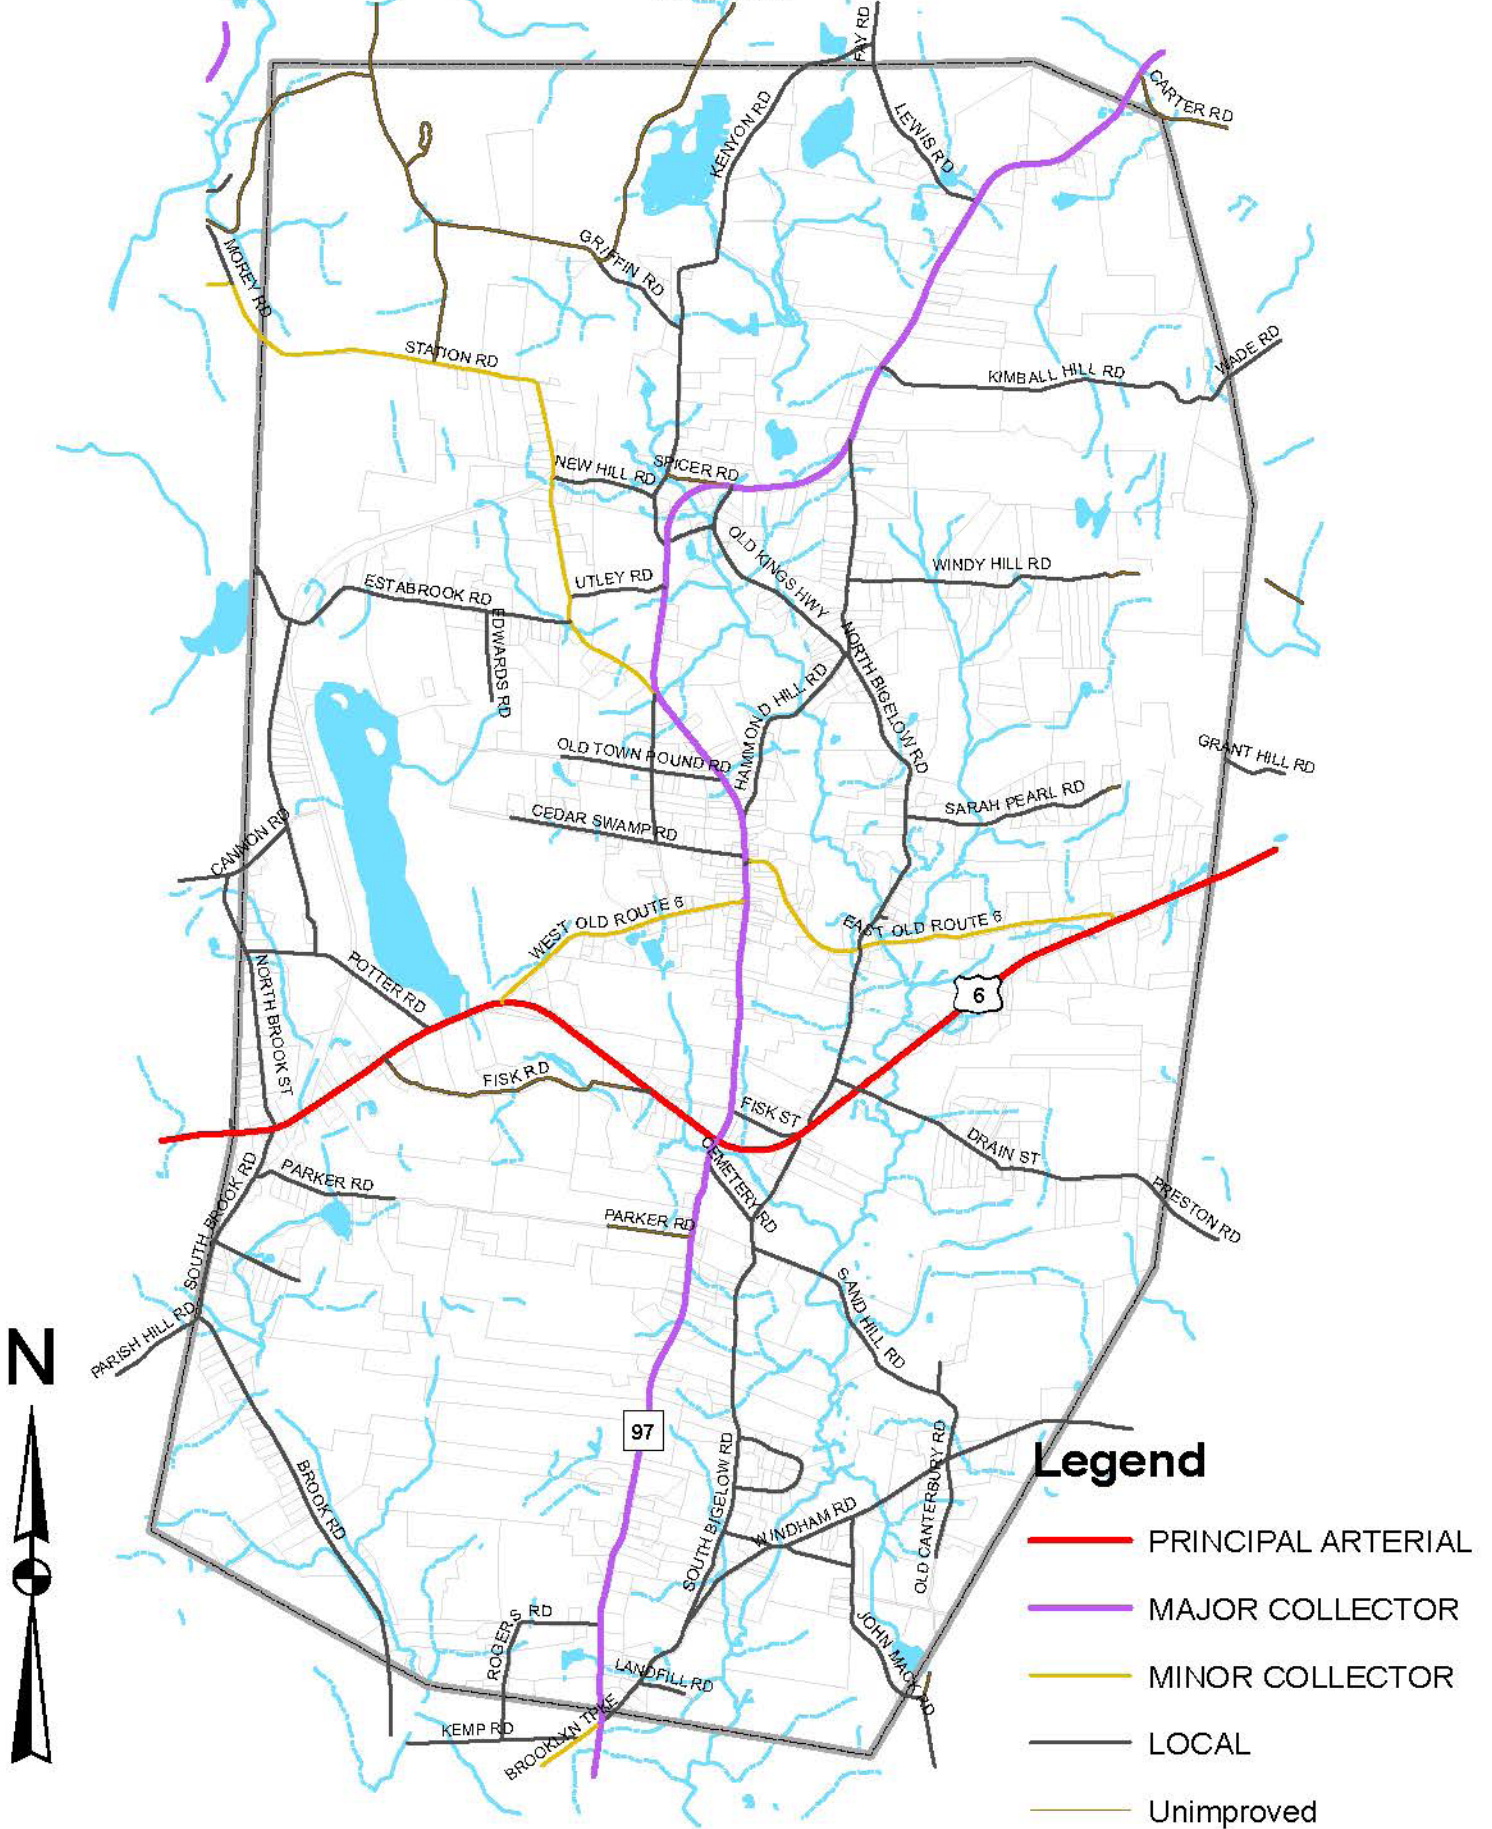 FAY RD
CARTER RD
KENYON RD
LEWIS RD
GRIFFIN RD
MOREY RD
WADE RD
STATION RD
KIMBALL HILL RD
NEW HILL RD
SPICER RD
OLD KINGS HWY
WINDY HILL RD
UTLEY RD
ESTABROOK RD
EDWARDS RD
NORTH BIGELOW RD
HAMMOND HILL RD
OLD TOWN POUND RD
GRANT HILL RD
SARAH PEARL RD
CEDAR SWAMP RD
CANNON RD
WEST OLD ROUTE 6
EAST OLD ROUTE 6
POTTER RD
NORTH BROOK ST
6
FISK RD
FISK ST
DRAIN ST
CEMETERY RD
PARKER RD
PRESTON RD
SOUTH BROOK RD
PARKER RD
SAND HILL RD
PARISH HILL RD
N
97
OLD CANTERBURY RD
SOUTH BIGELOW RD
BROOK RD
WINDHAM RD
JOHN MACK RD
ROGERS RD
LANDFILL RD
KEMP RD
BROOKLYN TPKE
Legend
PRINCIPAL ARTERIAL
MAJOR COLLECTOR
MINOR COLLECTOR
LOCAL
Unimproved